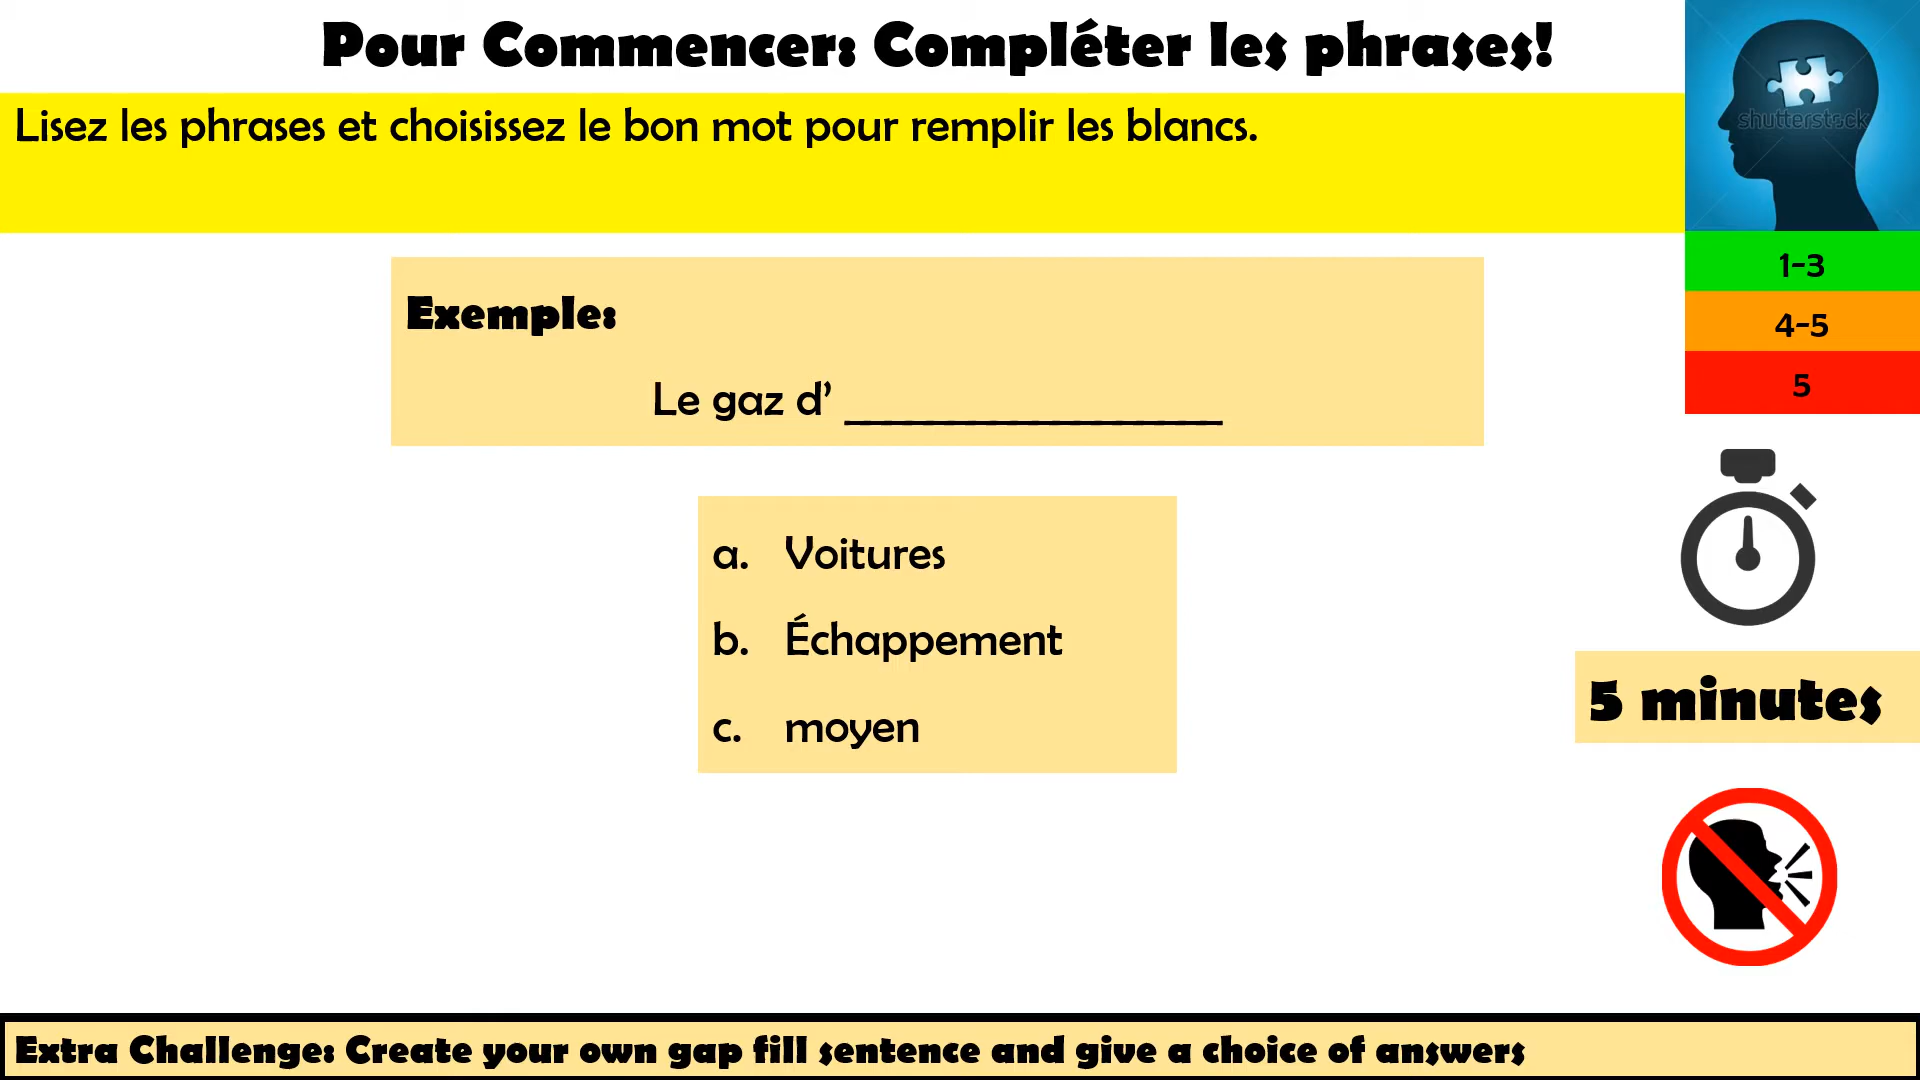 Pour Commencer: Compléter les phrases!
Lisez les phrases et choisissez le bon mot pour remplir les blancs.
shutterstock
1-3
4-5
5
Exemple:
Le gaz d’ __________________
a. Voitures
b. Échappement
c. moyen
5 minutes
Extra Challenge: Create your own gap fill sentence and give a choice of answers